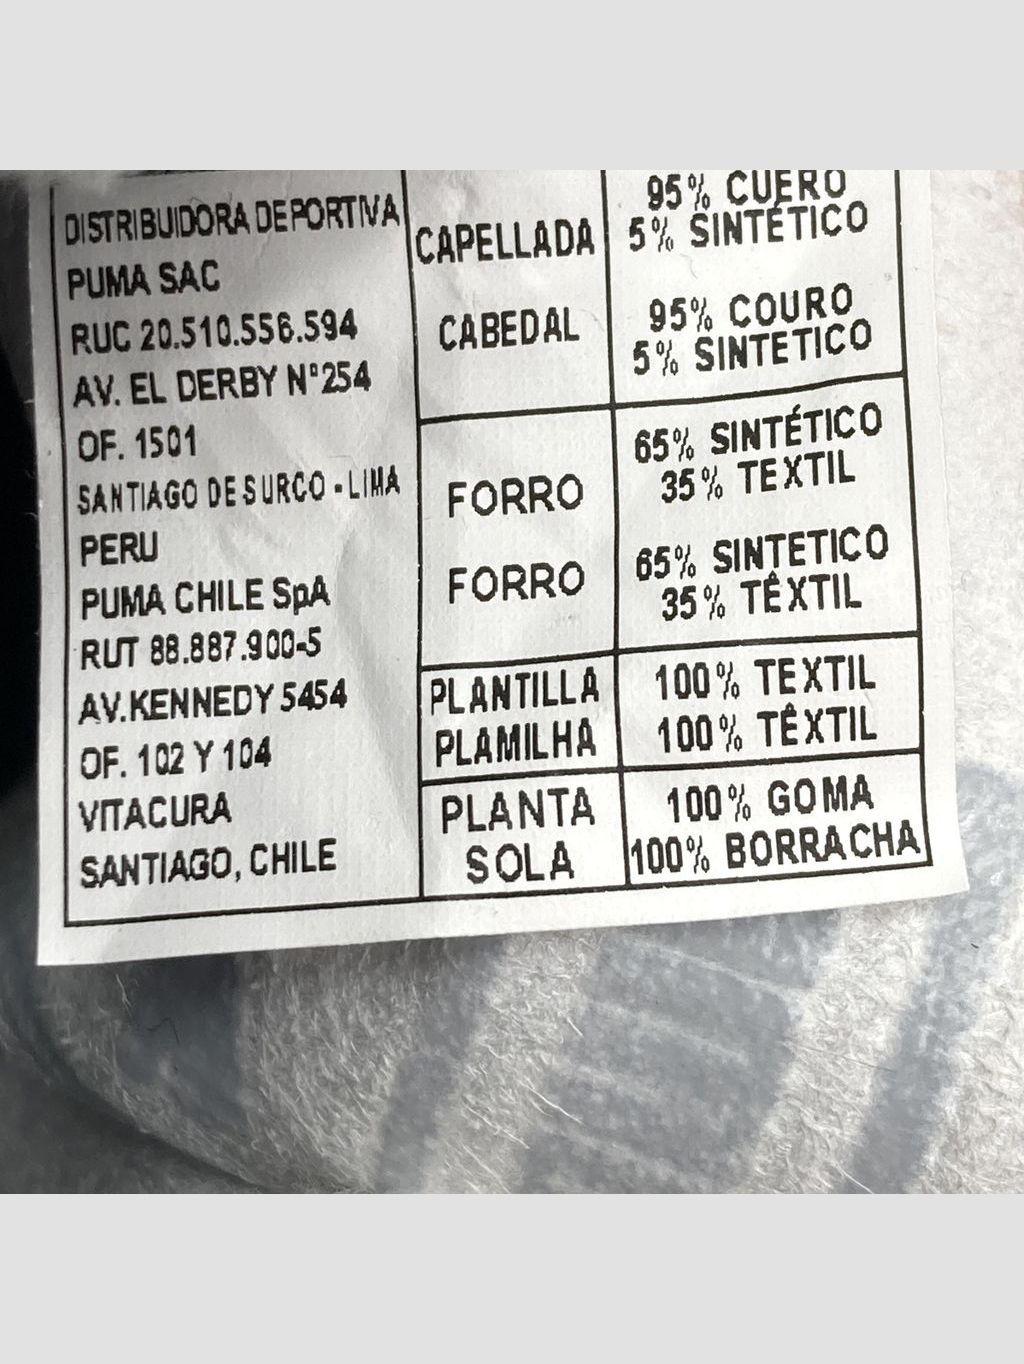 DISTRIBUIDORA DEPORTIVA
PUMA SAC
RUC 20.510.556.594
AV. EL DERBY N°254
OF. 1501
SANTIAGO DE SURCO - LIMA
PERU
PUMA CHILE SpA
RUT 88.887.900-5
AV.KENNEDY 5454
OF. 102 Y 104
VITACURA
SANTIAGO, CHILE
CAPELLADA
95% CUERO
5% SINTÉTICO
CABEDAL
95% COURO
5% SINTETICO
FORRO
65% SINTÉTICO
35% TEXTIL
FORRO
65% SINTETICO
35% TÊXTIL
PLANTILLA
100% TEXTIL
PLAMILHA
100% TÊXTIL
PLANTA
100% GOMA
SOLA
100% BORRACHA